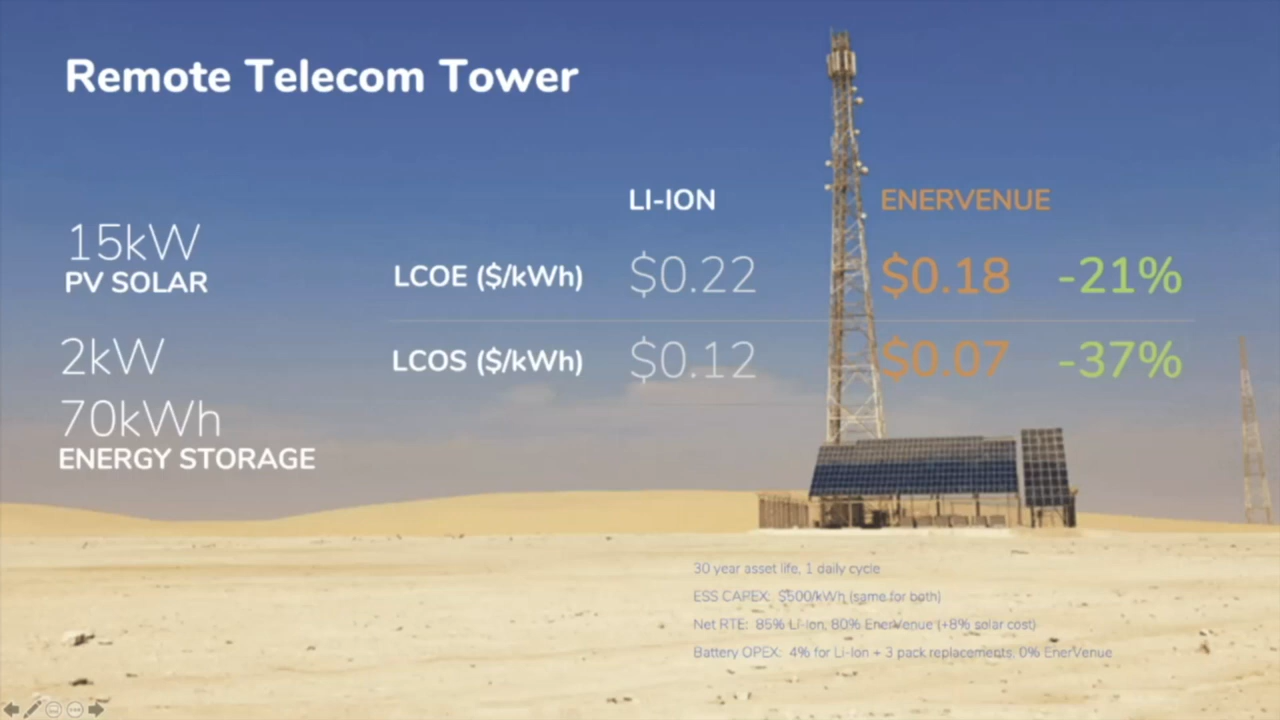 Remote Telecom Tower
LI-ION ENERVENUE
15kW
PV SOLAR
LCOE ($/kWh) $0.22 $0.18 -21%
2kW
LCOS ($/kWh) $0.12 $0.07 -37%
70kWh
ENERGY STORAGE
30 year asset life, 1 daily cycle
ESS CAPEX: $500/kWh (same for both)
Net RTE: 85% Li-Ion, 80% EnerVenue (+8% solar cost)
Battery OPEX: 4% for Li-Ion + 3 pack replacements, 0% EnerVenue